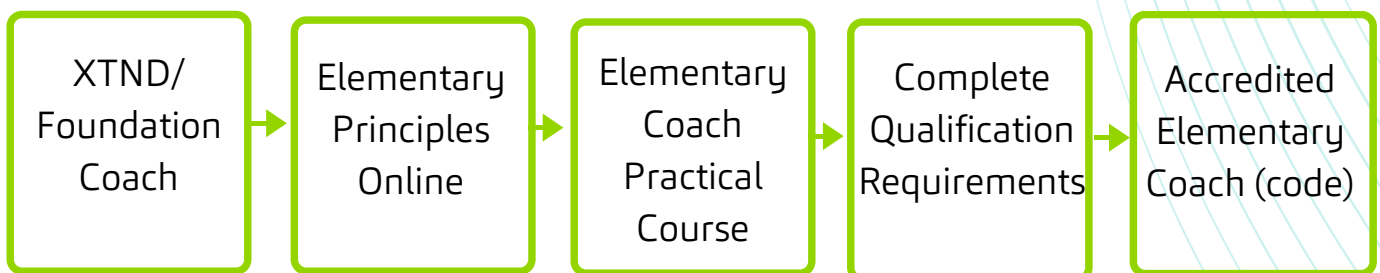 XTND/
Foundation
Coach
Elementary
Principles
Online
Elementary
Coach
Practical
Course
Complete
Qualification
Requirements
Accredited
Elementary
Coach (code)